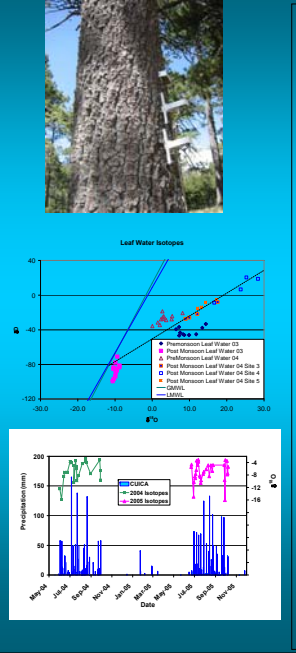 Leaf Water Isotopes
40
0
-40
-80
-120
δD
-30.0 -20.0 -10.0 0.0 10.0 20.0 30.0
δ¹⁸O
Premonsoon Leaf Water 03
Post Monsoon Leaf Water 03
PreMonsoon Leaf Water 04
Post Monsoon Leaf Water 04 Site 3
Post Monsoon Leaf Water 04 Site 4
Post Monsoon Leaf Water 04 Site 5
GMWL
LMWL
200
150
100
50
0
Precipitation (mm)
CUICA
2004 Isotopes
2005 Isotopes
-4
-8
-12
-16
δ¹⁸O
May-04 Jul-04 Sep-04 Nov-04 Jan-05 Mar-05 May-05 Jul-05 Sep-05 Nov-05
Date